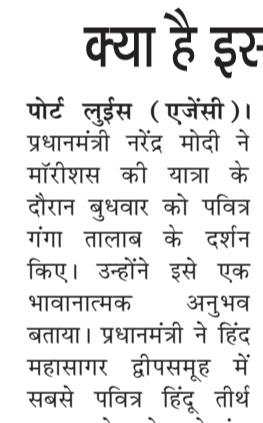 क्या है इस
पोर्ट लुईस (एजेंसी)।
प्रधानमंत्री नरेंद्र मोदी ने
मॉरीशस की यात्रा के
दौरान बुधवार को पवित्र
गंगा तालाब के दर्शन
किए। उन्होंने इसे एक
भावानात्मक अनुभव
बताया। प्रधानमंत्री ने हिंद
महासागर द्वीपसमूह में
सबसे पवित्र हिंदू तीर्थ